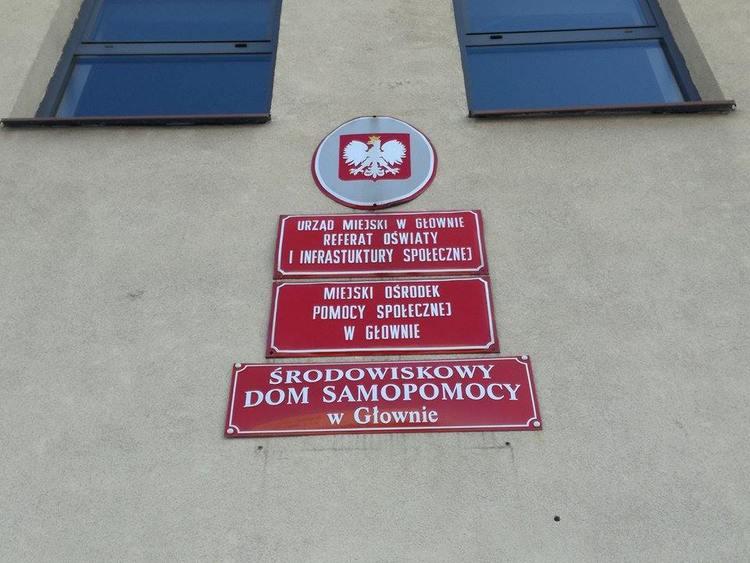 URZĄD MIEJSKI W GŁOWNIE
REFERAT OŚWIATY
I INFRASTUKTURY SPOŁECZNEJ
MIEJSKI OŚRODEK
POMOCY SPOŁECZNEJ
W GŁOWNIE
ŚRODOWISKOWY
DOM SAMOPOMOCY
w Głownie